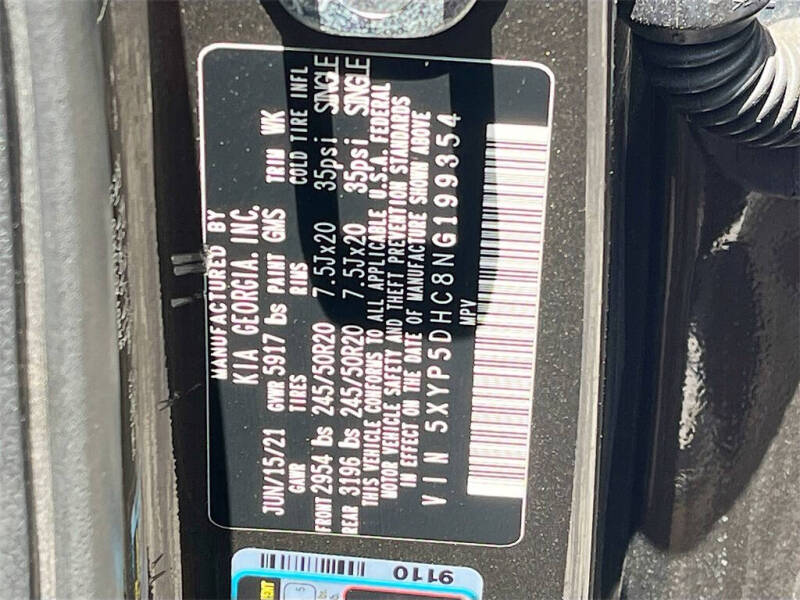 MANUFACTURED BY
KIA GEORGIA. INC.
JUN/15/21 GVWR 5917 lbs PAINT GMS TRIM WK
GAWR TIRES RIMS COLD TIRE INFL
FRONT 2954 lbs 245/50R20 7.5Jx20 35psi SINGLE
REAR 3196 lbs 245/50R20 7.5Jx20 35psi SINGLE
THIS VEHICLE CONFORMS TO ALL APPLICABLE U.S.A. FEDERAL
MOTOR VEHICLE SAFETY AND THEFT PREVENTION STANDARDS
IN EFFECT ON THE DATE OF MANUFACTURE SHOWN ABOVE
VIN 5XYP5DHC8NG199354
MPV
9110